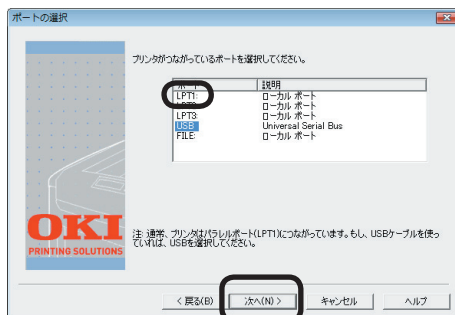 ポートの選択
プリンタがつながっているポートを選択してください。
ポート 説明
LPT1: ローカル ポート
LPT2: ローカル ポート
LPT3: ローカル ポート
USB Universal Serial Bus
FILE: ローカル ポート
OKI
PRINTING SOLUTIONS
注: 通常、プリンタはパラレルポート(LPT1)につながっています。もし、USBケーブルを使っ
ていれば、USBを選択してください。
< 戻る(B) 次へ(N) > キャンセル ヘルプ